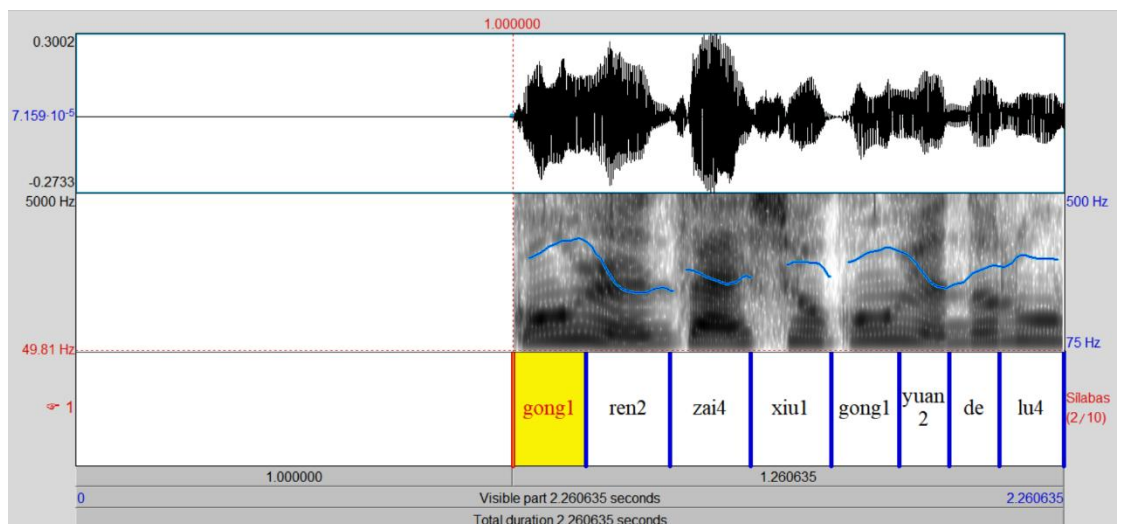 1.000000
0.3002
7.159·10-5
-0.2733
5000 Hz
500 Hz
49.81 Hz
75 Hz
1
gong1 ren2 zai4 xiu1 gong1 yuan2 de lu4
Silabas
(2/10)
1.000000 1.260635
0 Visible part 2.260635 seconds 2.260635
Total duration 2.260635 seconds